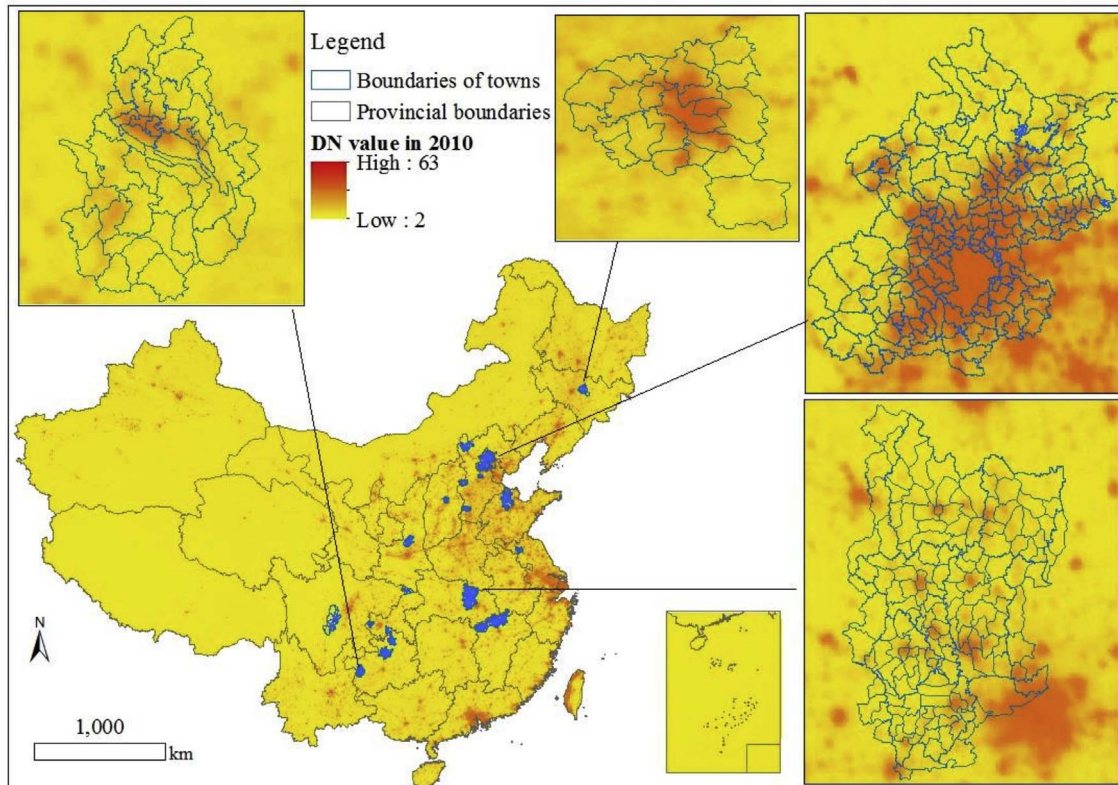 Legend
Boundaries of towns
Provincial boundaries
DN value in 2010
High : 63
Low : 2
N
1,000
km